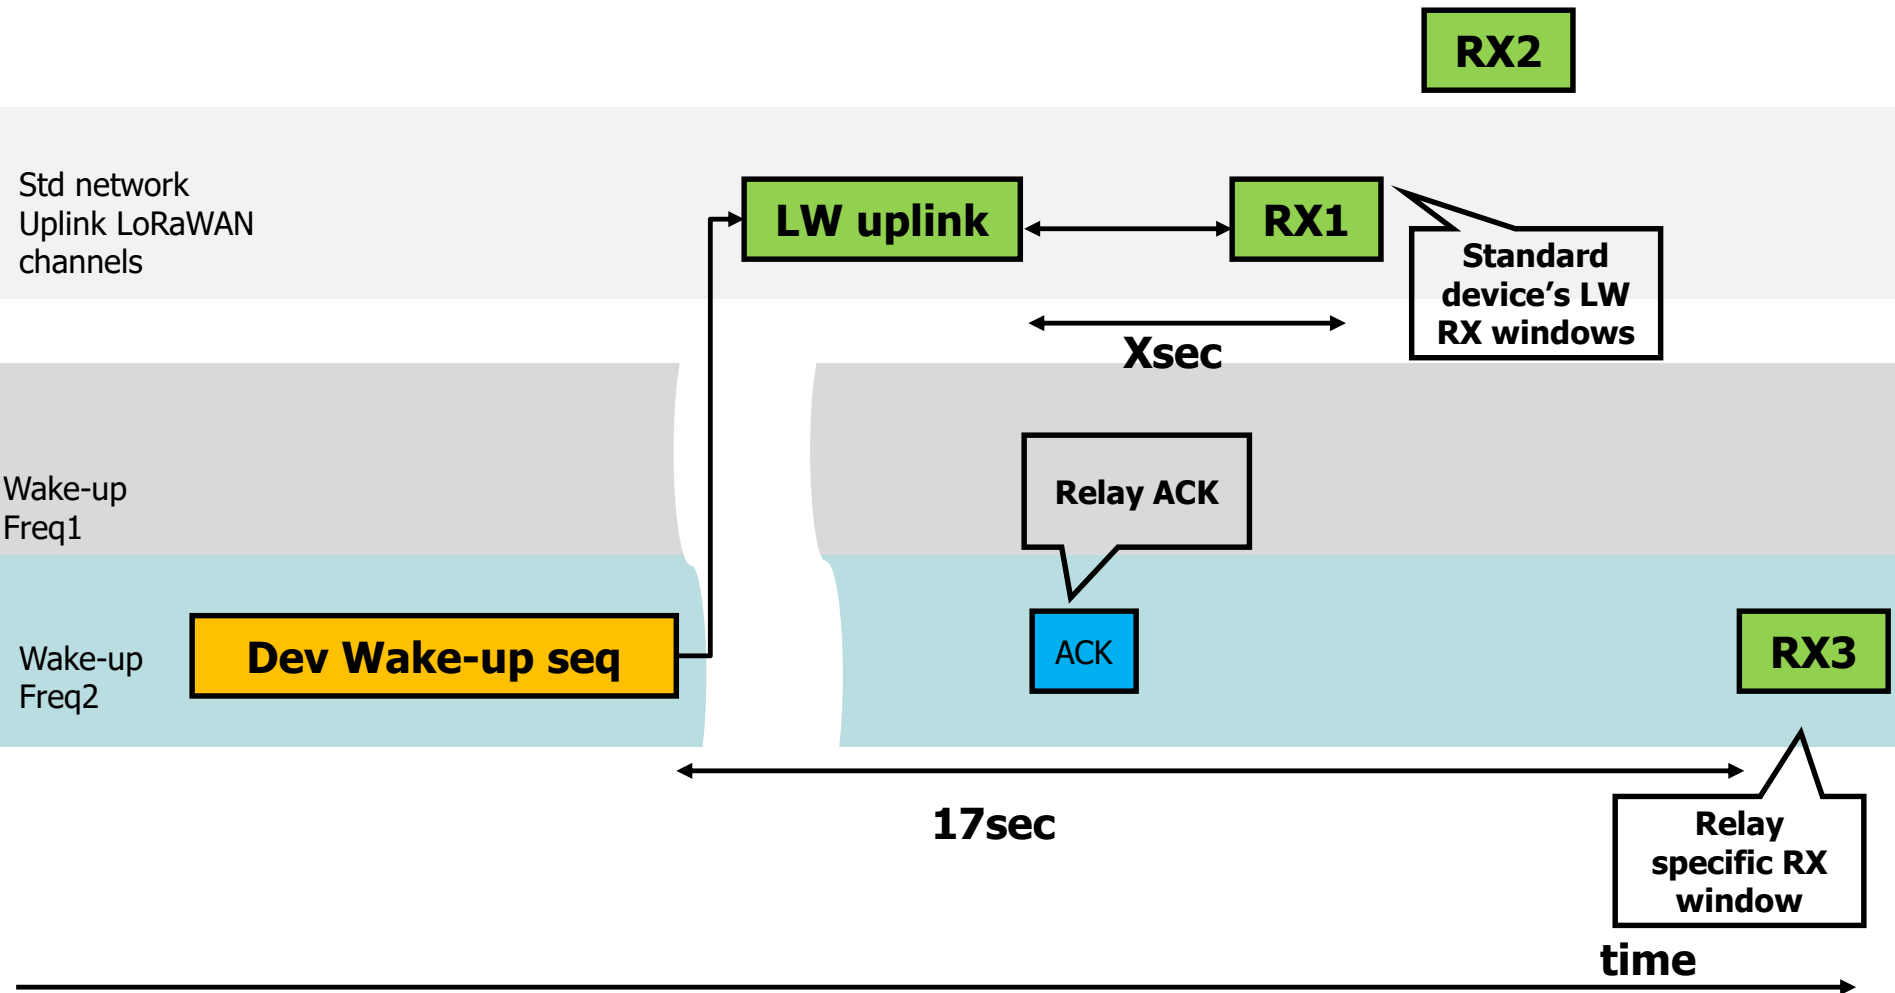 RX2
Std network
Uplink LoRaWAN
channels
LW uplink
RX1
Standard
device’s LW
RX windows
Xsec
Wake-up
Freq1
Relay ACK
Wake-up
Freq2
Dev Wake-up seq
ACK
RX3
17sec
Relay
specific RX
window
time